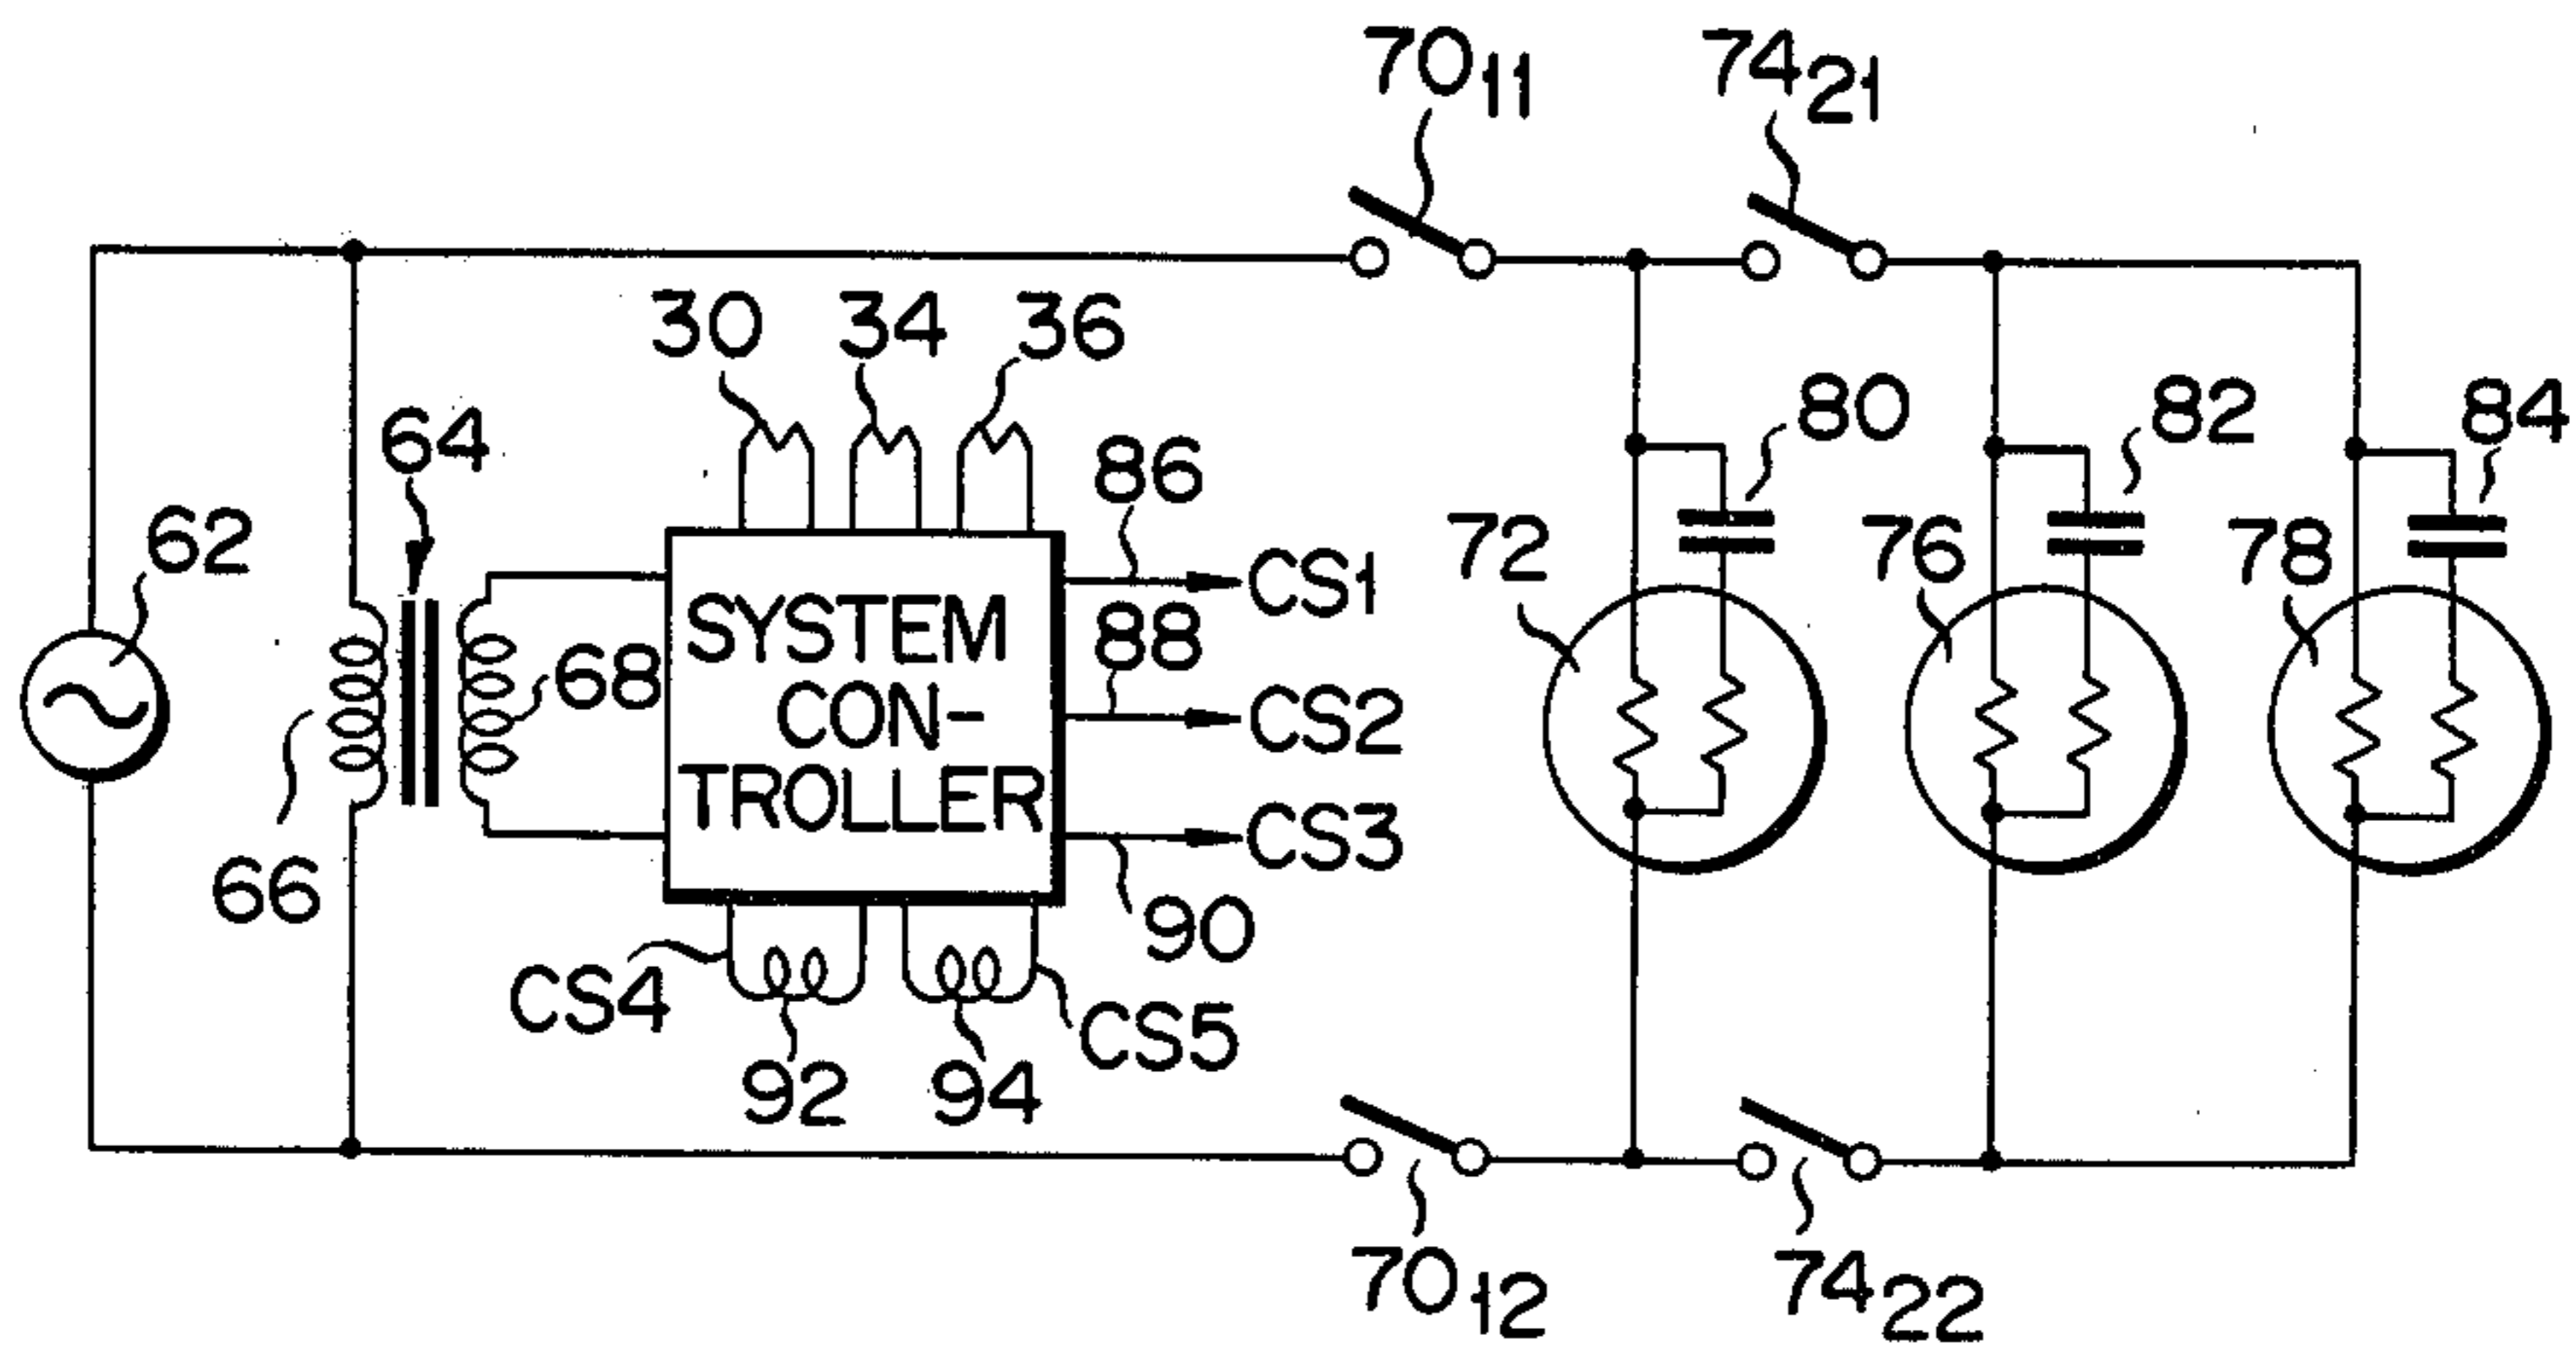 70₁₁ 74₂₁
30 34 36
64 86 80 82 84
62 72 76 78
68 SYSTEM CON- TROLLER
CS1
88
CS2
CS3
66 90
CS4 CS5
92 94
70₁₂ 74₂₂